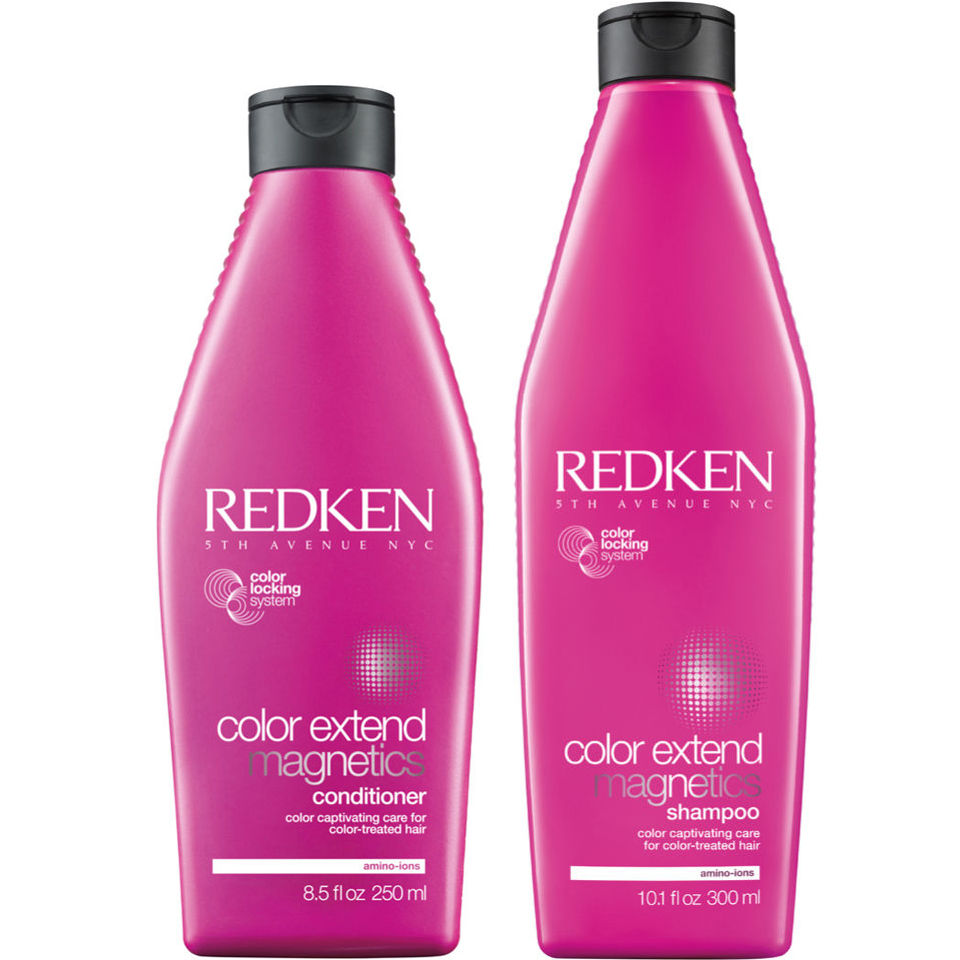 REDKEN
5TH AVENUE NYC
color
locking
system
color extend
magnetics
conditioner
color captivating care for
color-treated hair
amino-ions
8.5 fl oz 250 ml
REDKEN
5TH AVENUE NYC
color
locking
system
color extend
magnetics
shampoo
color captivating care
for color-treated hair
amino-ions
10.1 fl oz 300 ml